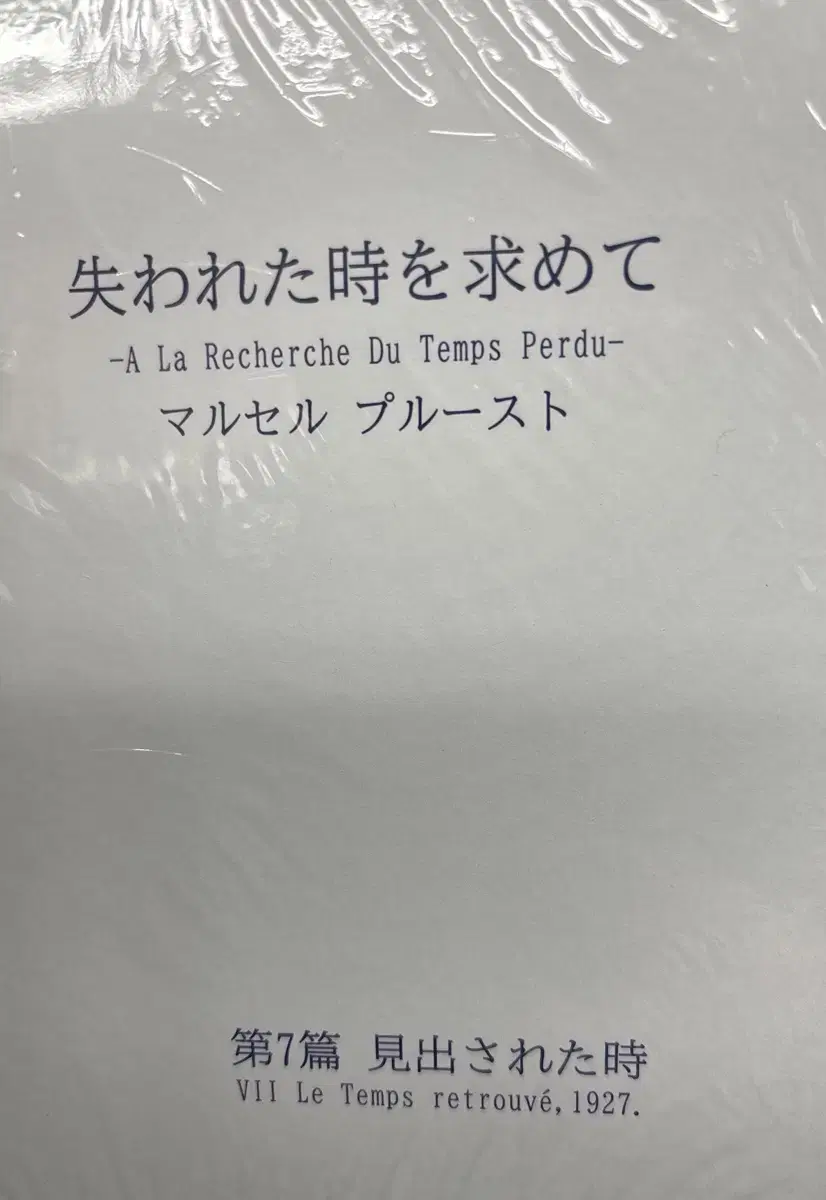 失われた時を求めて
-A La Recherche Du Temps Perdu-
マルセル プルースト
第7篇 見出された時
VII Le Temps retrouvé,1927.